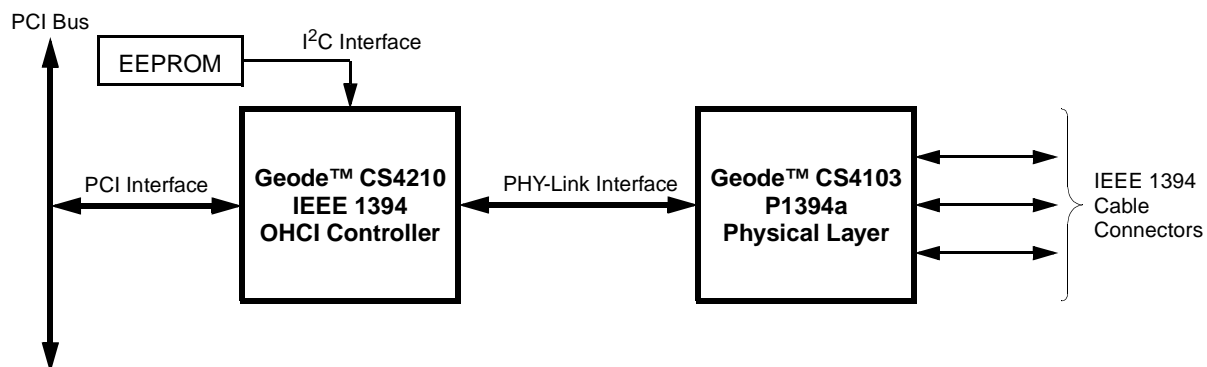 PCI Bus
I²C Interface
EEPROM
PCI Interface
Geode™ CS4210
IEEE 1394
OHCI Controller
PHY-Link Interface
Geode™ CS4103
P1394a
Physical Layer
IEEE 1394
Cable
Connectors